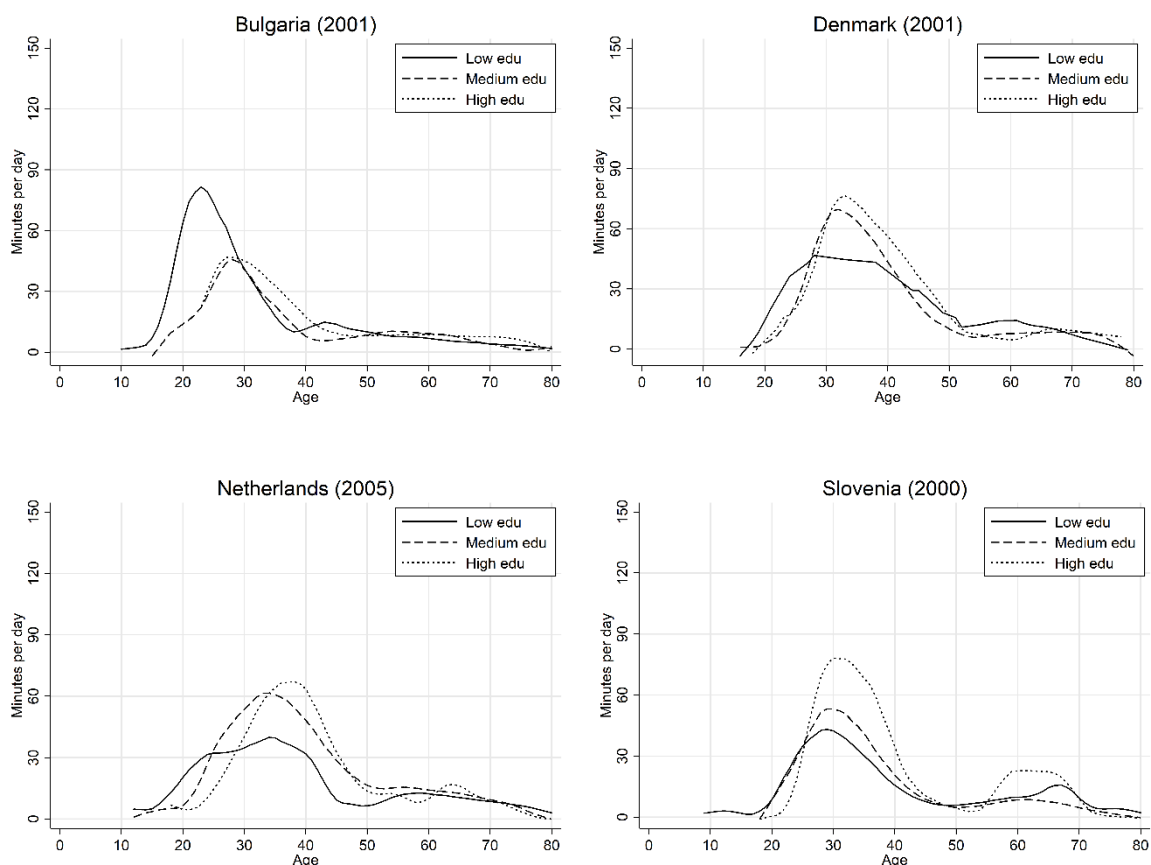 Bulgaria (2001)
Minutes per day
0 30 60 90 120 150
Low edu
Medium edu
High edu
0 10 20 30 40 50 60 70 80
Age
Denmark (2001)
Minutes per day
0 30 60 90 120 150
Low edu
Medium edu
High edu
0 10 20 30 40 50 60 70 80
Age
Netherlands (2005)
Minutes per day
0 30 60 90 120 150
Low edu
Medium edu
High edu
0 10 20 30 40 50 60 70 80
Age
Slovenia (2000)
Minutes per day
0 30 60 90 120 150
Low edu
Medium edu
High edu
0 10 20 30 40 50 60 70 80
Age